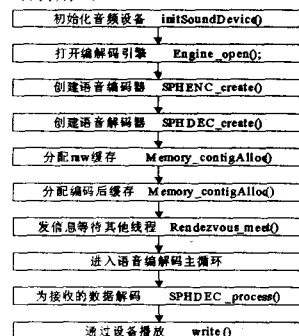 初始化音频设备 initSoundDevice()
打开编解码引擎 Engine_open();
创建语音编码器 SPHENC_create()
创建语音解码器 SPHDEC_create()
分配raw缓存 Memory_contigAlloc()
分配编码后缓存 Memory_contigAlloc()
发信息等待其他线程 Rendezvous_meet()
进入语音编解码主循环
为接收的数据解码 SPHDEC_process()
通过设备播放 write()